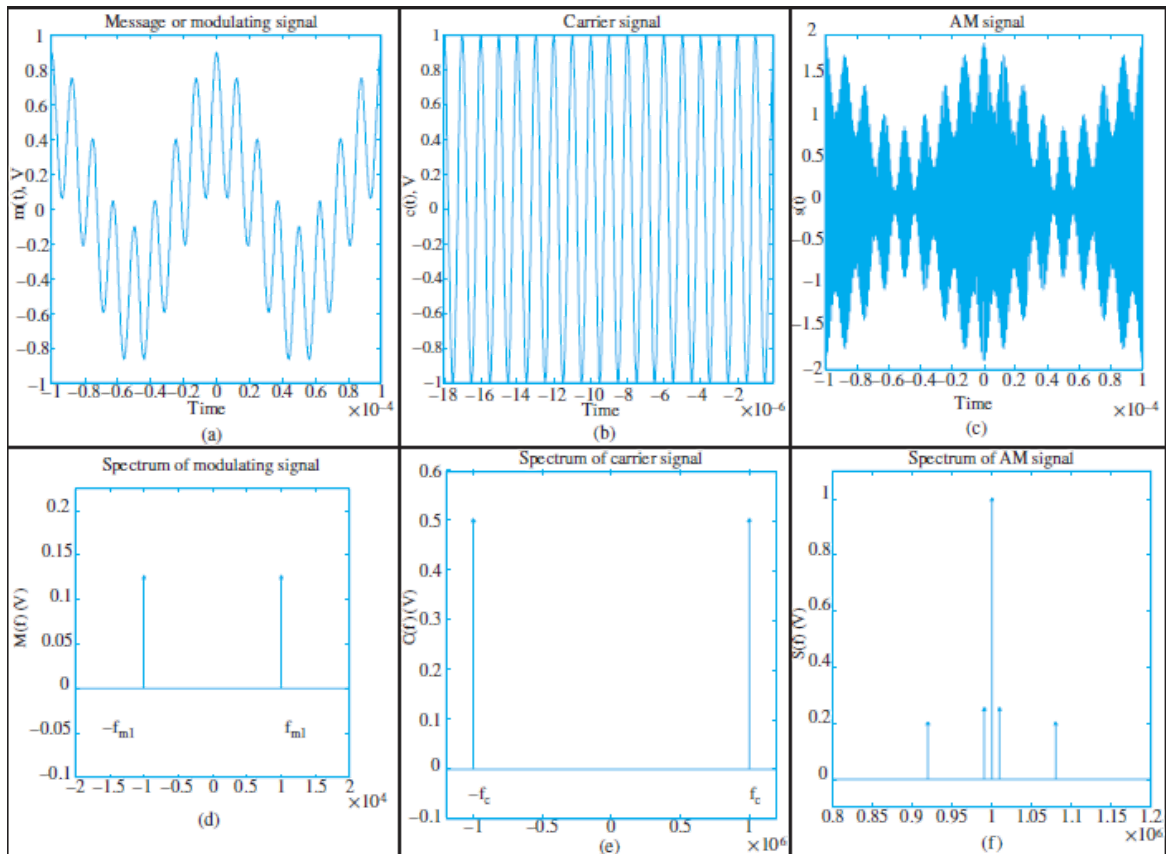 Message or modulating signal
1
0.8
0.6
0.4
0.2
0
−0.2
−0.4
−0.6
−0.8
−1
m(t), V
−1 −0.8 −0.6 −0.4 −0.2 0 0.2 0.4 0.6 0.8 1
Time
×10−4
(a)
Carrier signal
1
0.8
0.6
0.4
0.2
0
−0.2
−0.4
−0.6
−0.8
−1
c(t), V
−18 −16 −14 −12 −10 −8 −6 −4 −2
Time
×10−6
(b)
AM signal
2
1.5
1
0.5
0
−0.5
−1
−1.5
−2
s(t)
−1 −0.8 −0.6 −0.4 −0.2 0 0.2 0.4 0.6 0.8 1
Time
×10−4
(c)
Spectrum of modulating signal
0.2
0.15
0.1
0.05
0
−0.05
−0.1
M(f) (V)
−fm1
fm1
−2 −1.5 −1 −0.5 0 0.5 1 1.5 2
×104
(d)
Spectrum of carrier signal
0.6
0.5
0.4
0.3
0.2
0.1
0
−0.1
C(f) (V)
−fc
fc
−1 −0.5 0 0.5 1
×106
(e)
Spectrum of AM signal
1
0.8
0.6
0.4
0.2
0
S(f) (V)
0.8 0.85 0.9 0.95 1 1.05 1.1 1.15 1.2
×106
(f)